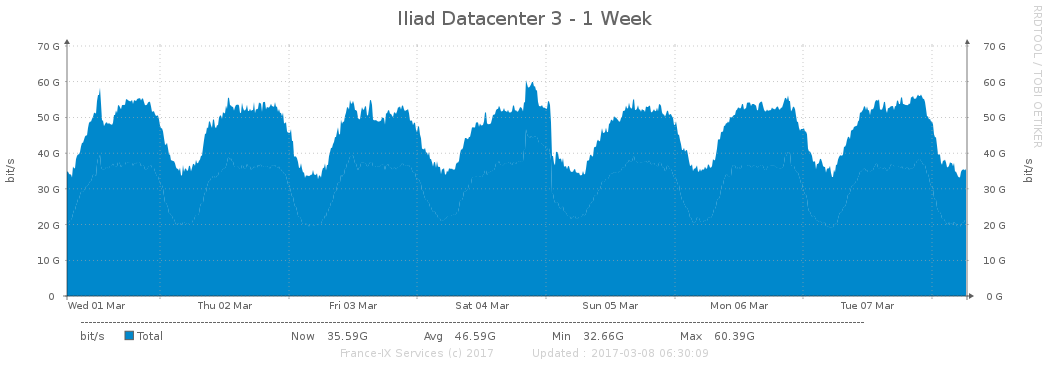 Iliad Datacenter 3 - 1 Week
RRDTOOL / TOBI OETIKER
70 G 70 G
60 G 60 G
50 G 50 G
40 G 40 G
30 G 30 G
20 G 20 G
10 G 10 G
0 0 G
bit/s
bit/s
Wed 01 Mar Thu 02 Mar Fri 03 Mar Sat 04 Mar Sun 05 Mar Mon 06 Mar Tue 07 Mar
bit/s Total Now 35.59G Avg 46.59G Min 32.66G Max 60.39G
France-IX Services (c) 2017 Updated : 2017-03-08 06:30:09